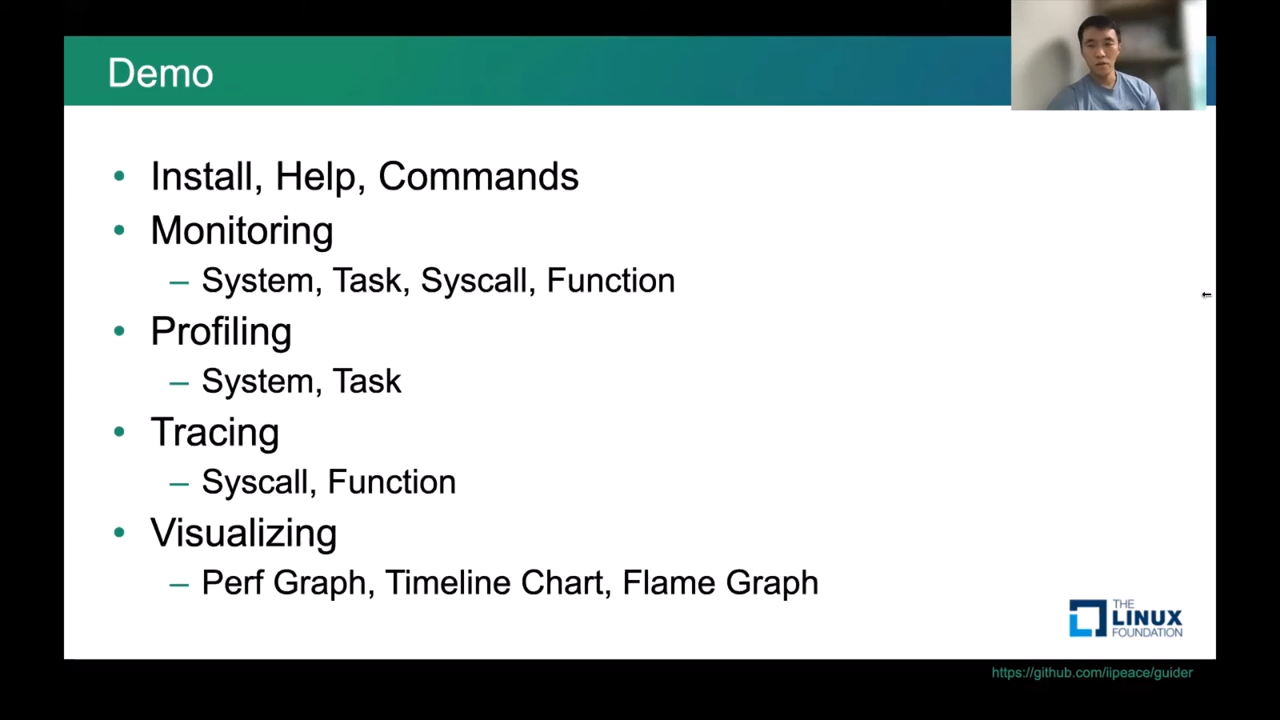 Demo
• Install, Help, Commands
• Monitoring
– System, Task, Syscall, Function
• Profiling
– System, Task
• Tracing
– Syscall, Function
• Visualizing
– Perf Graph, Timeline Chart, Flame Graph
THE
LINUX
FOUNDATION
https://github.com/iipeace/guider